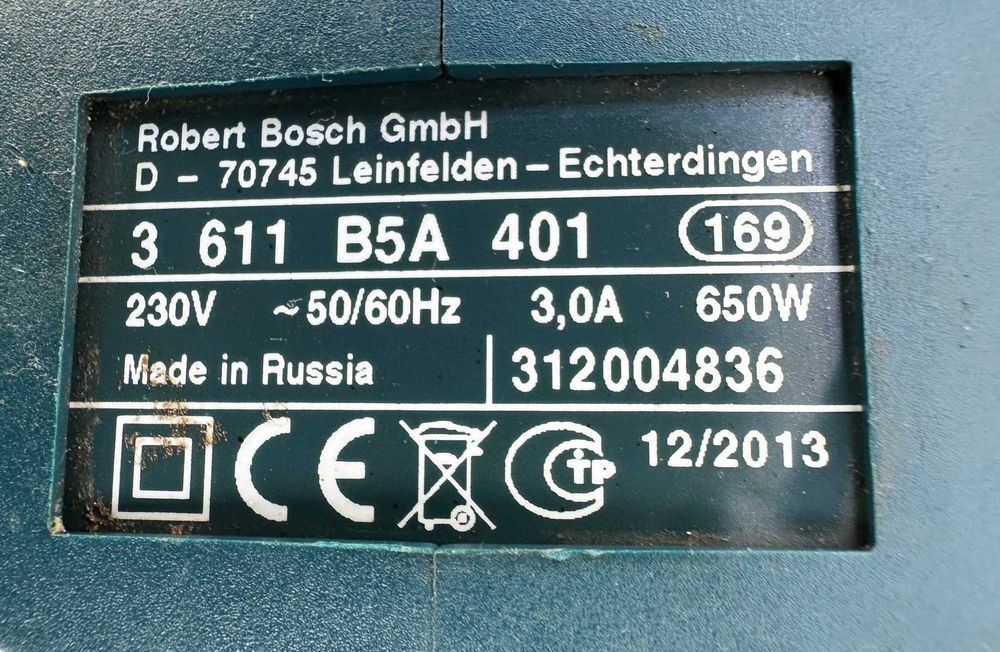 Robert Bosch GmbH
D - 70745 Leinfelden - Echterdingen
3 611 B5A 401 169
230V ~50/60Hz 3,0A 650W
Made in Russia 312004836
CE CTP 12/2013